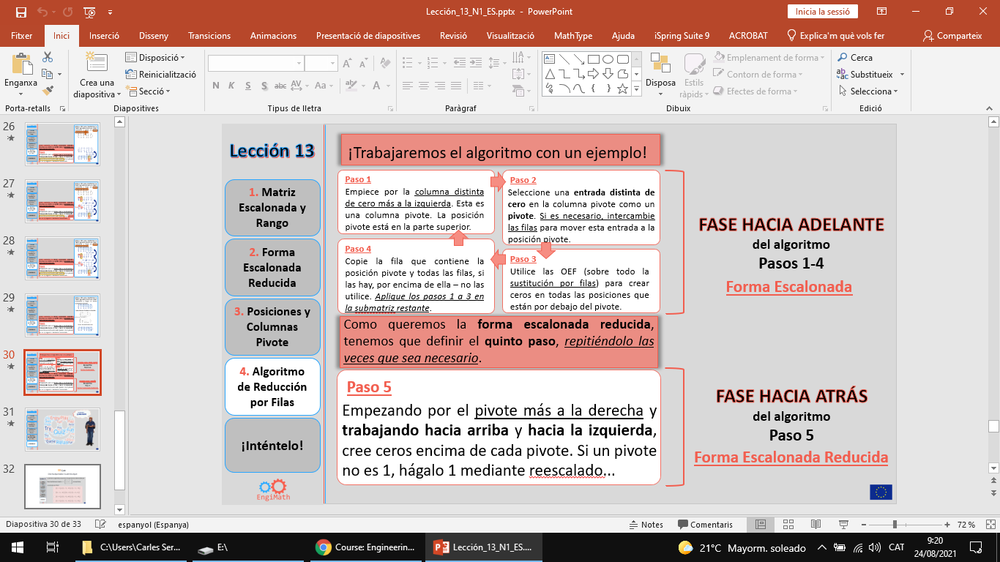 Lección_13_N1_ES.pptx - PowerPoint
Inicia la sessió
Fitxer Inici Inserció Disseny Transicions Animacions Presentació de diapositives Revisió Visualització MathType Ajuda iSpring Suite 9 ACROBAT Explica'm què vols fer Comparteix
Enganxa
Porta-retalls
Crea una
diapositiva
Disposició
Reinicialització
Secció
Diapositives
N K S S abc AV Aa A
Tipus de lletra
Paràgraf
Disposa
Estils
ràpids
Emplenament de forma
Contorn de forma
Efectes de forma
Dibuix
Cerca
Substitueix
Selecciona
Edició
26
27
28
29
30
31
32
Lección 13
1. Matriz
Escalonada y
Rango
2. Forma
Escalonada
Reducida
3. Posiciones y
Columnas
Pivote
4. Algoritmo
de Reducción
por Filas
¡Inténtelo!
EngiMath
¡Trabajaremos el algoritmo con un ejemplo!
Paso 1
Empiece por la columna distinta
de cero más a la izquierda. Esta es
una columna pivote. La posición
pivote está en la parte superior.
Paso 2
Seleccione una entrada distinta de
cero en la columna pivote como un
pivote. Si es necesario, intercambie
las filas para mover esta entrada a la
posición pivote.
Paso 3
Utilice las OEF (sobre todo la
sustitución por filas) para crear
ceros en todas las posiciones que
están por debajo del pivote.
Paso 4
Copie la fila que contiene la
posición pivote y todas las filas, si
las hay, por encima de ella – no las
utilice. Aplique los pasos 1 a 3 en
la submatriz restante.
Como queremos la forma escalonada reducida,
tenemos que definir el quinto paso, repitiéndolo las
veces que sea necesario.
Paso 5
Empezando por el pivote más a la derecha y
trabajando hacia arriba y hacia la izquierda,
cree ceros encima de cada pivote. Si un pivote
no es 1, hágalo 1 mediante reescalado...
FASE HACIA ADELANTE
del algoritmo
Pasos 1-4
Forma Escalonada
FASE HACIA ATRÁS
del algoritmo
Paso 5
Forma Escalonada Reducida
Diapositiva 30 de 33 espanyol (Espanya) Notes Comentaris 72 %
C:\Users\Carles Ser... E:\ Course: Engineerin... Lección_13_N1_ES.... 21°C Mayorm. soleado CAT
9:20
24/08/2021